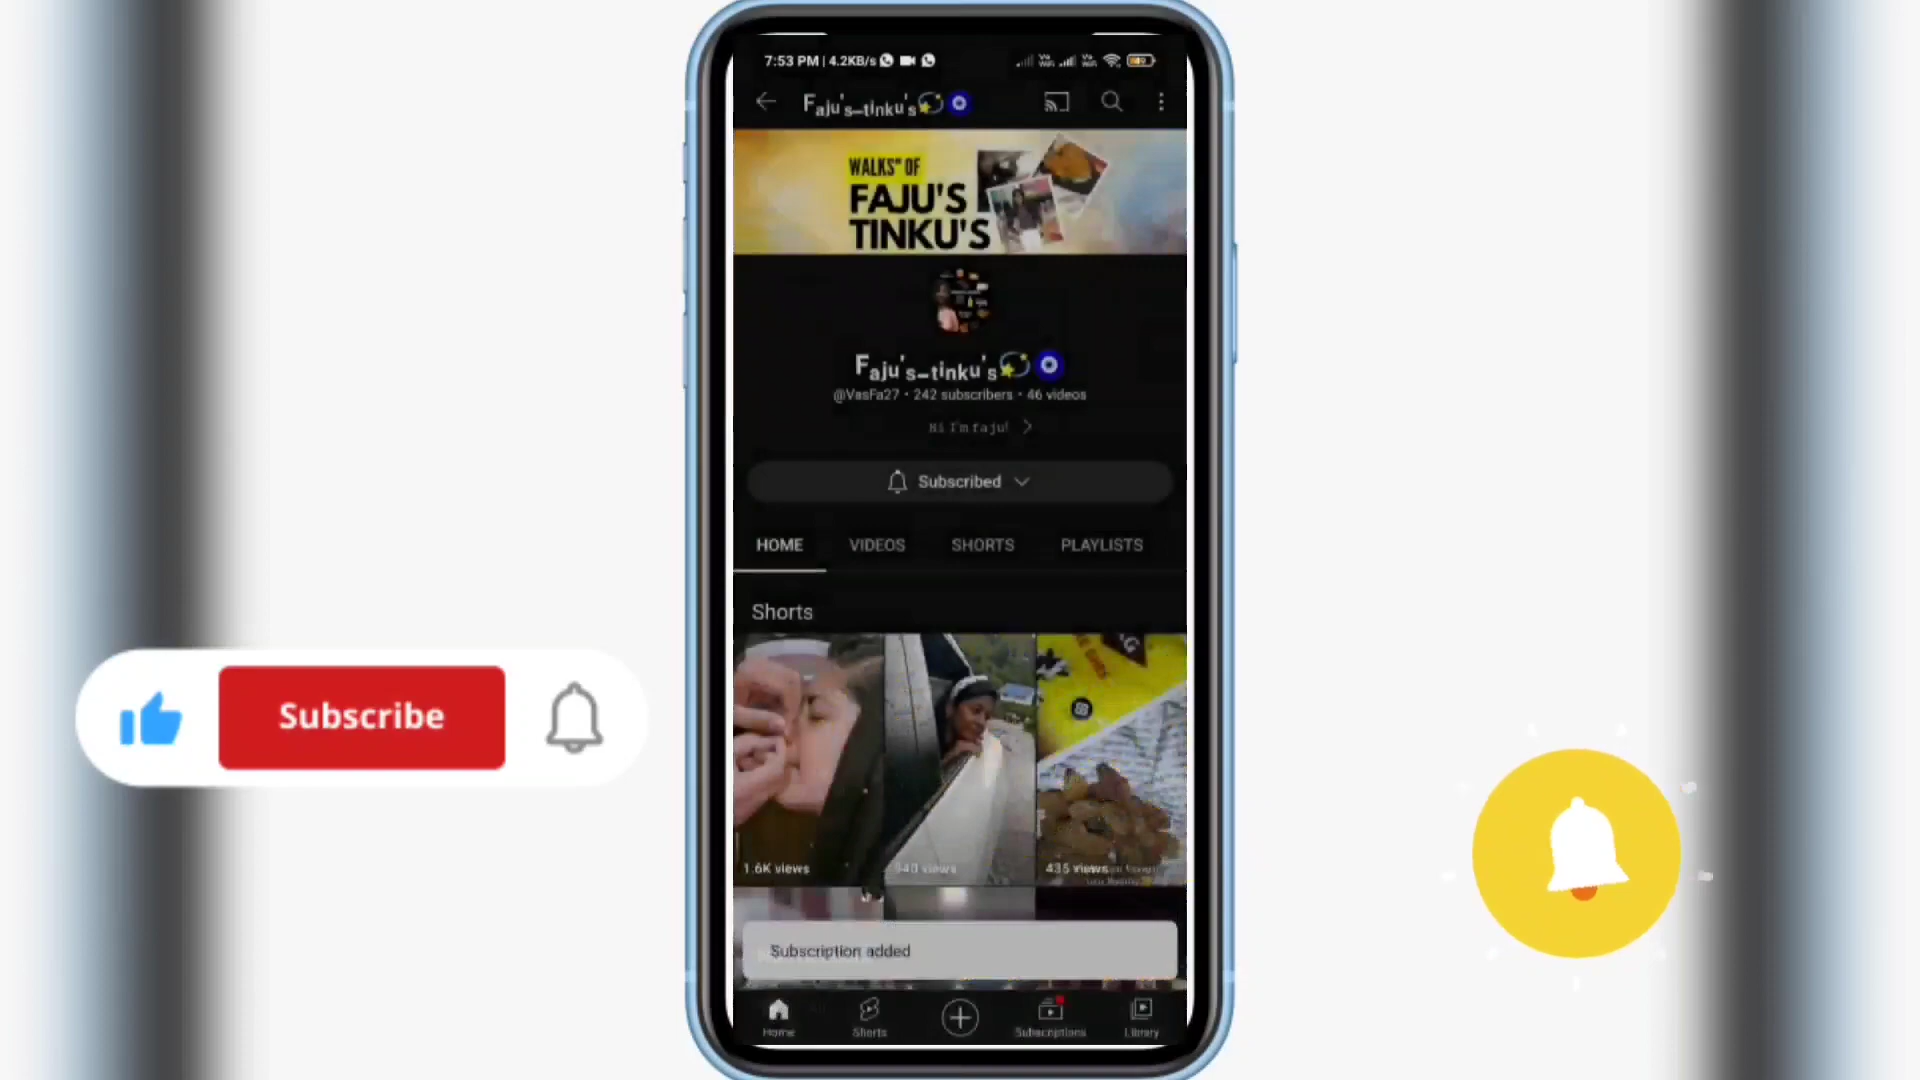 7:53 PM | 4.2KB/s
Faju's-tinku's
WALKS" OF
FAJU'S
TINKU'S
Faju's-tinku's
@VasFa27 • 242 subscribers • 46 videos
Hi I'm faju!
Subscribed
HOME VIDEOS SHORTS PLAYLISTS
Shorts
Subscribe
1.6K views
940 views
435 views
Subscription added
Home Shorts Subscriptions Library